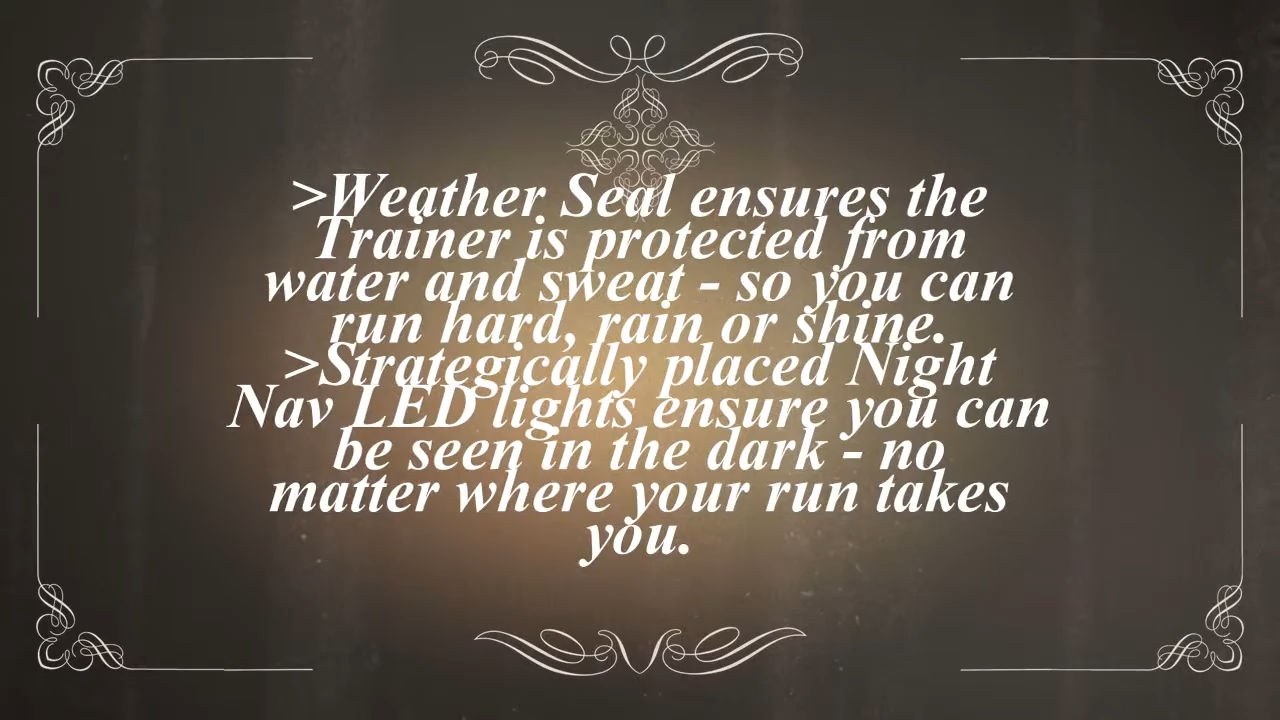 >Weather Seal ensures the
Trainer is protected from
water and sweat - so you can
run hard, rain or shine.
>Strategically placed Night
Nav LED lights ensure you can
be seen in the dark - no
matter where your run takes
you.